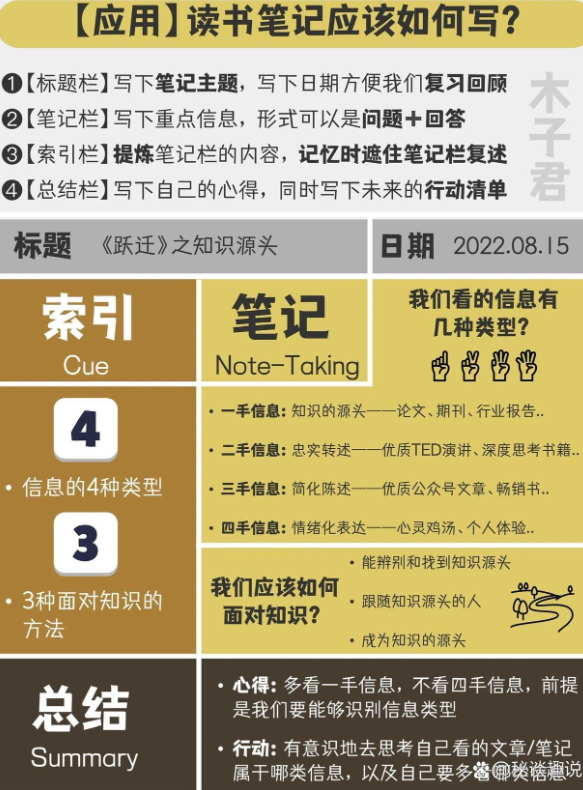 【应用】读书笔记应该如何写?
❶【标题栏】写下笔记主题，写下日期方便我们复习回顾
❷【笔记栏】写下重点信息，形式可以是问题+回答
❸【索引栏】提炼笔记栏的内容，记忆时遮住笔记栏复述
❹【总结栏】写下自己的心得，同时写下未来的行动清单
木子君
标题 《跃迁》之知识源头
日期 2022.08.15
索引
Cue
笔记
Note-Taking
我们看的信息有
几种类型?
4
• 信息的4种类型
3
• 3种面对知识的
方法
• 一手信息: 知识的源头——论文、期刊、行业报告..
• 二手信息: 忠实转述——优质TED演讲、深度思考书籍..
• 三手信息: 简化陈述——优质公众号文章、畅销书..
• 四手信息: 情绪化表达——心灵鸡汤、个人体验..
我们应该如何
面对知识?
• 能辨别和找到知识源头
• 跟随知识源头的人
• 成为知识的源头
总结
Summary
• 心得: 多看一手信息，不看四手信息，前提
是我们要能够识别信息类型
• 行动: 有意识地去思考自己看的文章/笔记
属于哪类信息，以及自己要多看哪类信息
@秘谈趣说